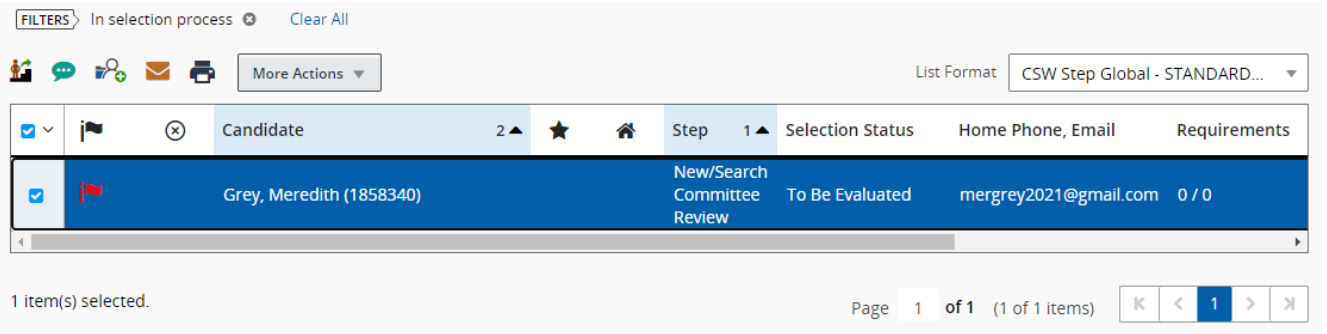 FILTERS In selection process Clear All
More Actions List Format CSW Step Global - STANDARD...
Candidate 2 Step 1 Selection Status Home Phone, Email Requirements
Grey, Meredith (1858340) New/Search Committee Review To Be Evaluated mergrey2021@gmail.com 0 / 0
1 item(s) selected.
Page 1 of 1 (1 of 1 items) K < 1 > X